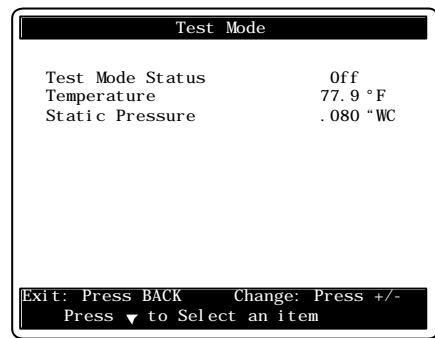 Test Mode
Test Mode Status Off
Temperature 77.9 °F
Static Pressure .080 “WC
Exit: Press BACK Change: Press +/-
Press ▼ to Select an item